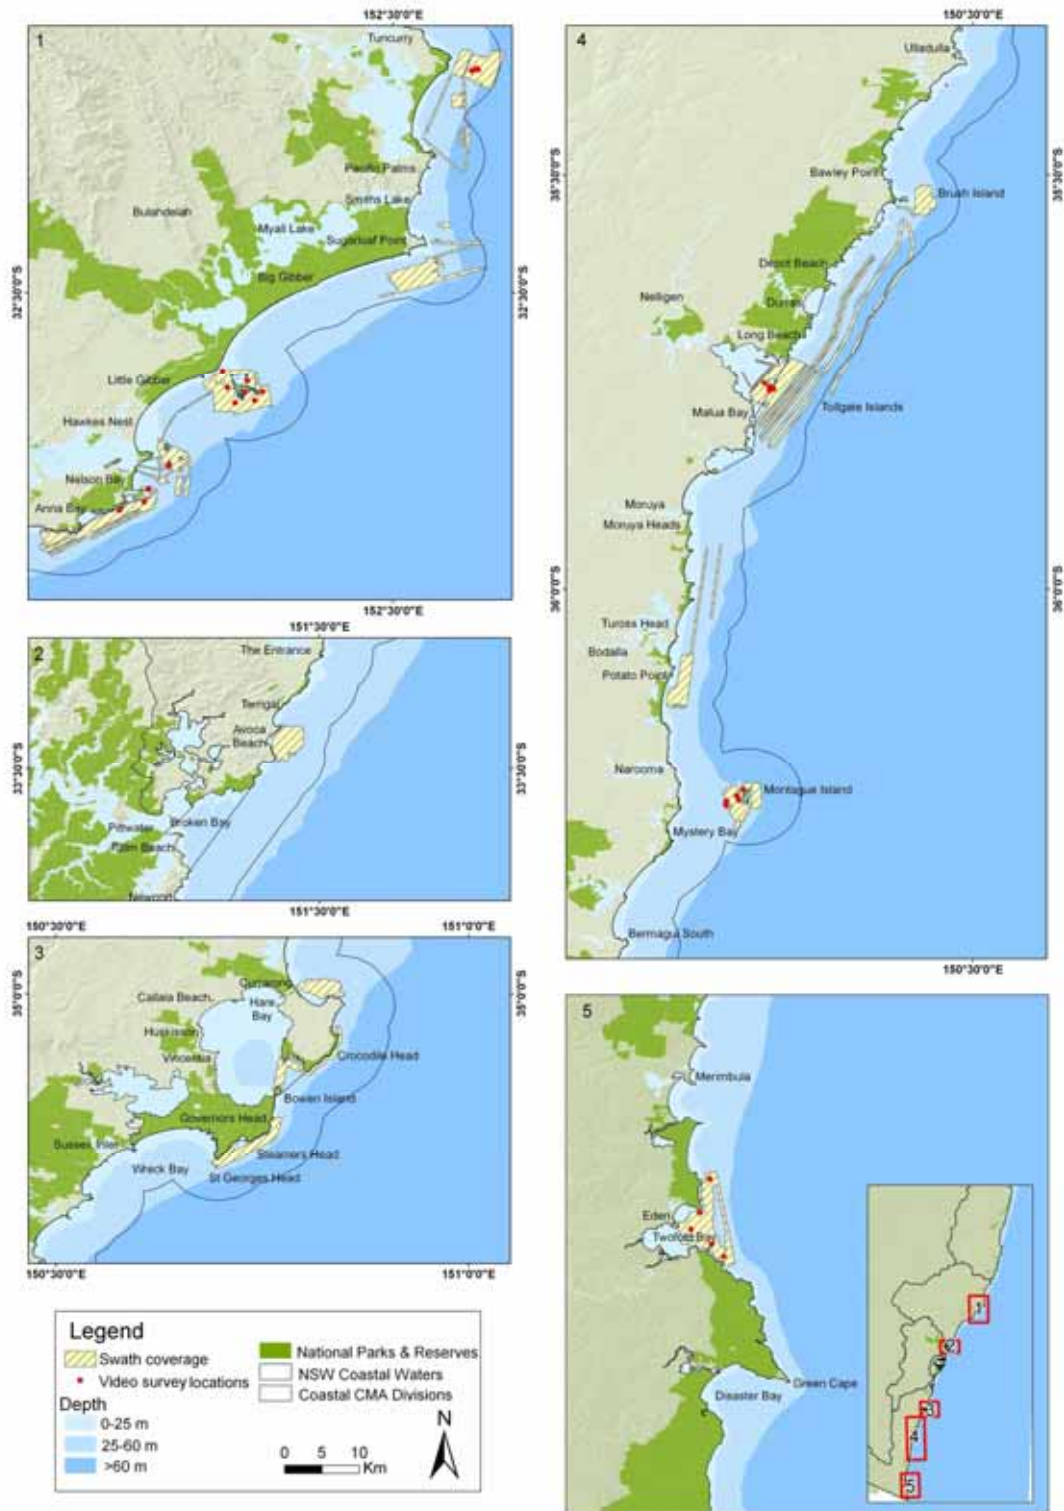 152°30'0"E
1
Tuncurry
Pacific Palms
Smiths Lake
Bulahdelah
Myall Lake
Sugarloaf Point
Big Gibber
32°30'0"S
32°30'0"S
Little Gibber
Hawkes Nest
Nelson Bay
Anna Bay
152°30'0"E
151°30'0"E
2
The Entrance
Terrigal
Avoca
Beach
33°30'0"S
33°30'0"S
Pittwater
Broken Bay
Palm Beach
Newport
151°30'0"E
150°30'0"E
151°0'0"E
3
Currarong
Callala Beach
Hare
Bay
35°0'0"S
35°0'0"S
Huskisson
Vincentia
Crocodile Head
Bowen Island
Governors Head
Sussex Inlet
Steamers Head
Wreck Bay
St Georges Head
150°30'0"E
151°0'0"E
Legend
Swath coverage
Video survey locations
Depth
0-25 m
25-60 m
>60 m
National Parks & Reserves
NSW Coastal Waters
Coastal CMA Divisions
N
0 5 10
Km
150°30'0"E
4
Ulladulla
35°30'0"S
35°30'0"S
Bawley Point
Brush Island
Depot Beach
Nelligen
Durras
Long Beach
Malua Bay
Tollgate Islands
Moruya
Moruya Heads
36°0'0"S
36°0'0"S
Tuross Head
Bodalla
Potato Point
Narooma
Montague Island
Mystery Bay
Bermagui South
150°30'0"E
5
Merimbula
Eden
Twofold Bay
Green Cape
Disaster Bay
1
2
3
4
5